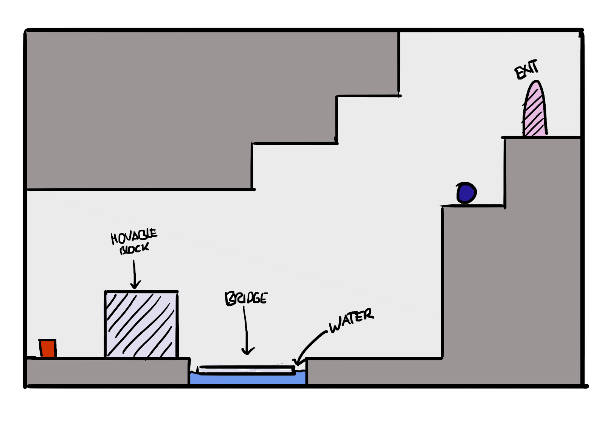 EXIT
MOVABLE
BLOCK
BRIDGE
WATER